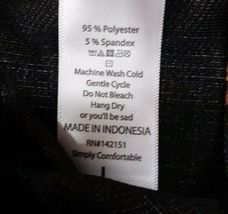 95 % Polyester
5 % Spandex
Machine Wash Cold
Gentle Cycle
Do Not Bleach
Hang Dry
or you'll be sad
MADE IN INDONESIA
RN#142151
Simply Comfortable